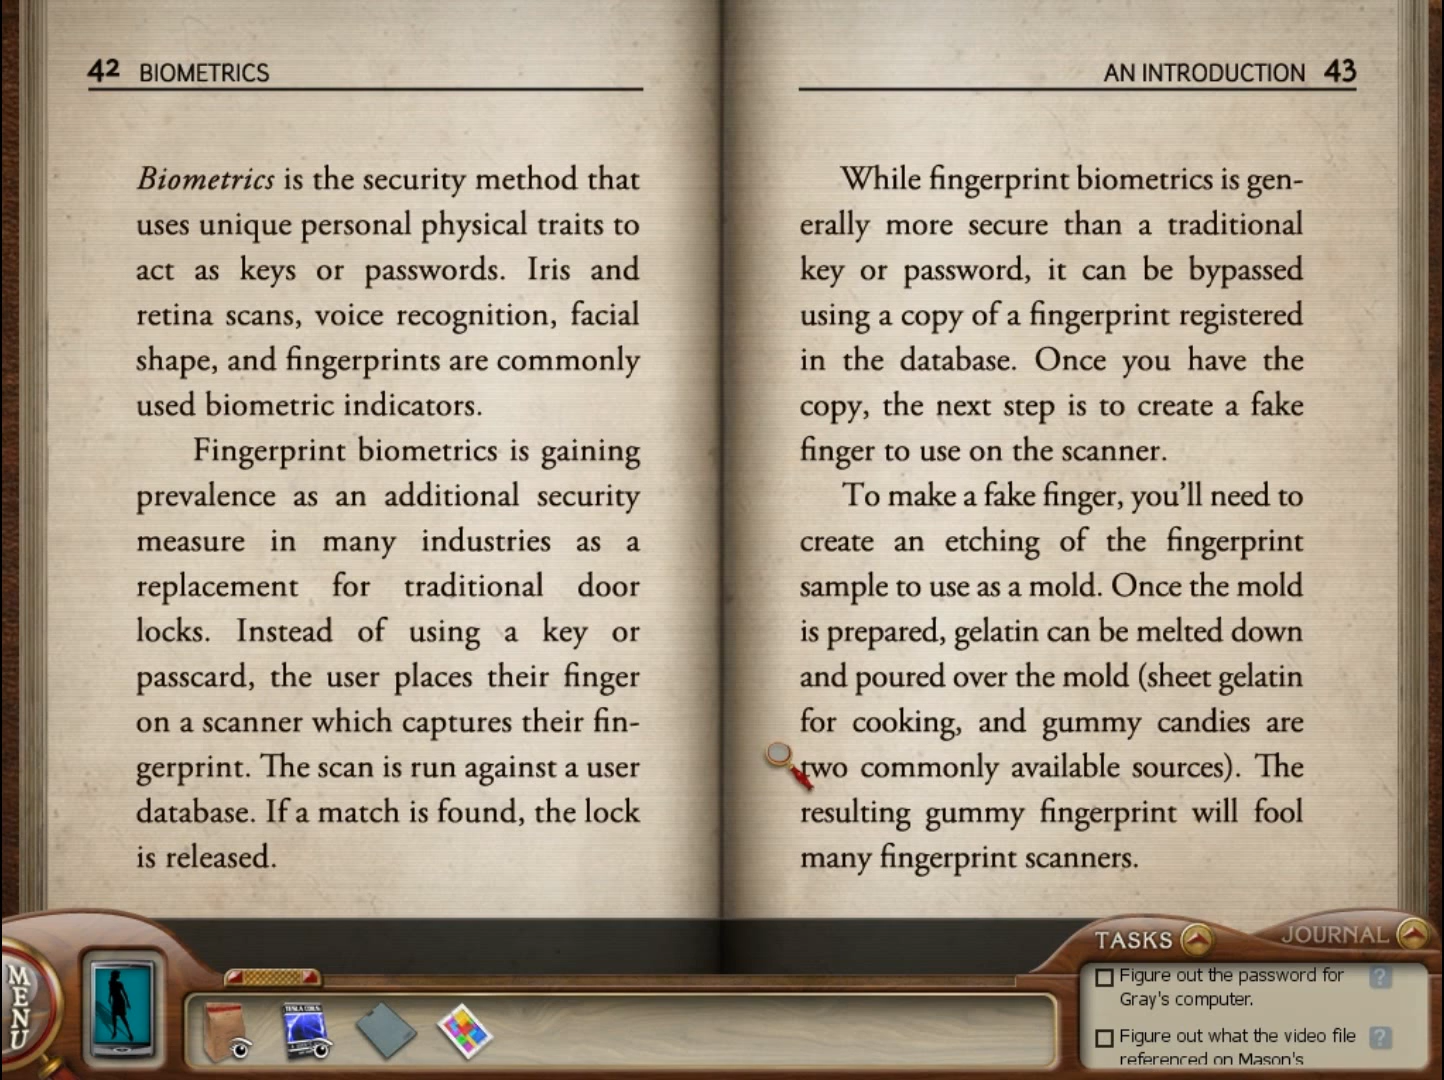 42 BIOMETRICS
Biometrics is the security method that
uses unique personal physical traits to
act as keys or passwords. Iris and
retina scans, voice recognition, facial
shape, and fingerprints are commonly
used biometric indicators.
Fingerprint biometrics is gaining
prevalence as an additional security
measure in many industries as a
replacement for traditional door
locks. Instead of using a key or
passcard, the user places their finger
on a scanner which captures their fin-
gerprint. The scan is run against a user
database. If a match is found, the lock
is released.
AN INTRODUCTION 43
While fingerprint biometrics is gen-
erally more secure than a traditional
key or password, it can be bypassed
using a copy of a fingerprint registered
in the database. Once you have the
copy, the next step is to create a fake
finger to use on the scanner.
To make a fake finger, you'll need to
create an etching of the fingerprint
sample to use as a mold. Once the mold
is prepared, gelatin can be melted down
and poured over the mold (sheet gelatin
for cooking, and gummy candies are
two commonly available sources). The
resulting gummy fingerprint will fool
many fingerprint scanners.
MENU
TESLA COILS
TASKS
JOURNAL
Figure out the password for ?
Gray's computer.
Figure out what the video file ?
referenced on Mason's